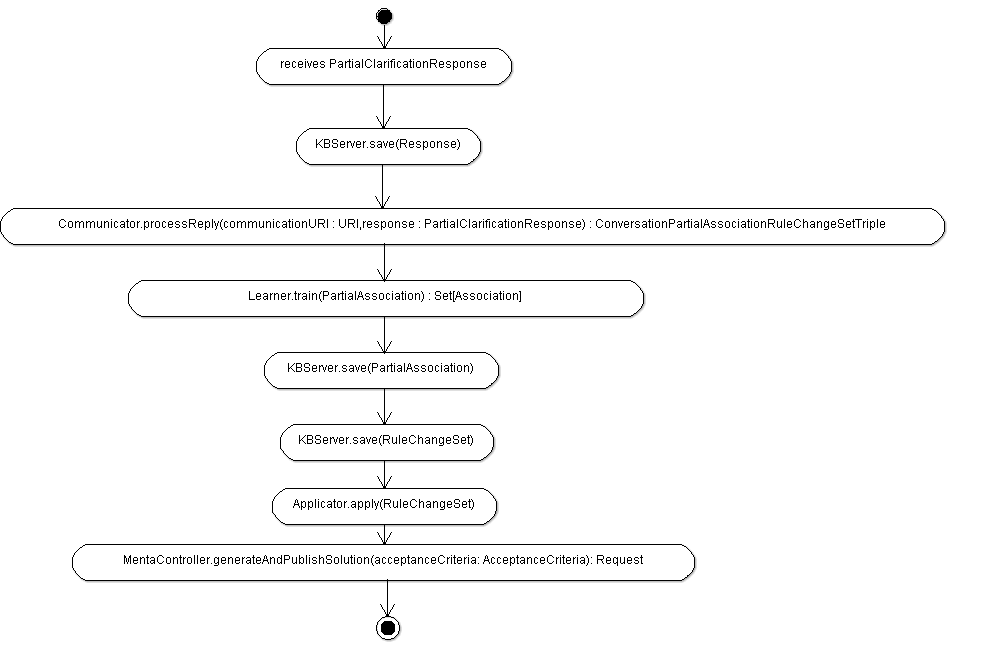 receives PartialClarificationResponse
KBServer.save(Response)
Communicator.processReply(communicationURI : URI,response : PartialClarificationResponse) : ConversationPartialAssociationRuleChangeSetTriple
Learner.train(PartialAssociation) : Set[Association]
KBServer.save(PartialAssociation)
KBServer.save(RuleChangeSet)
Applicator.apply(RuleChangeSet)
MentaController.generateAndPublishSolution(acceptanceCriteria: AcceptanceCriteria): Request